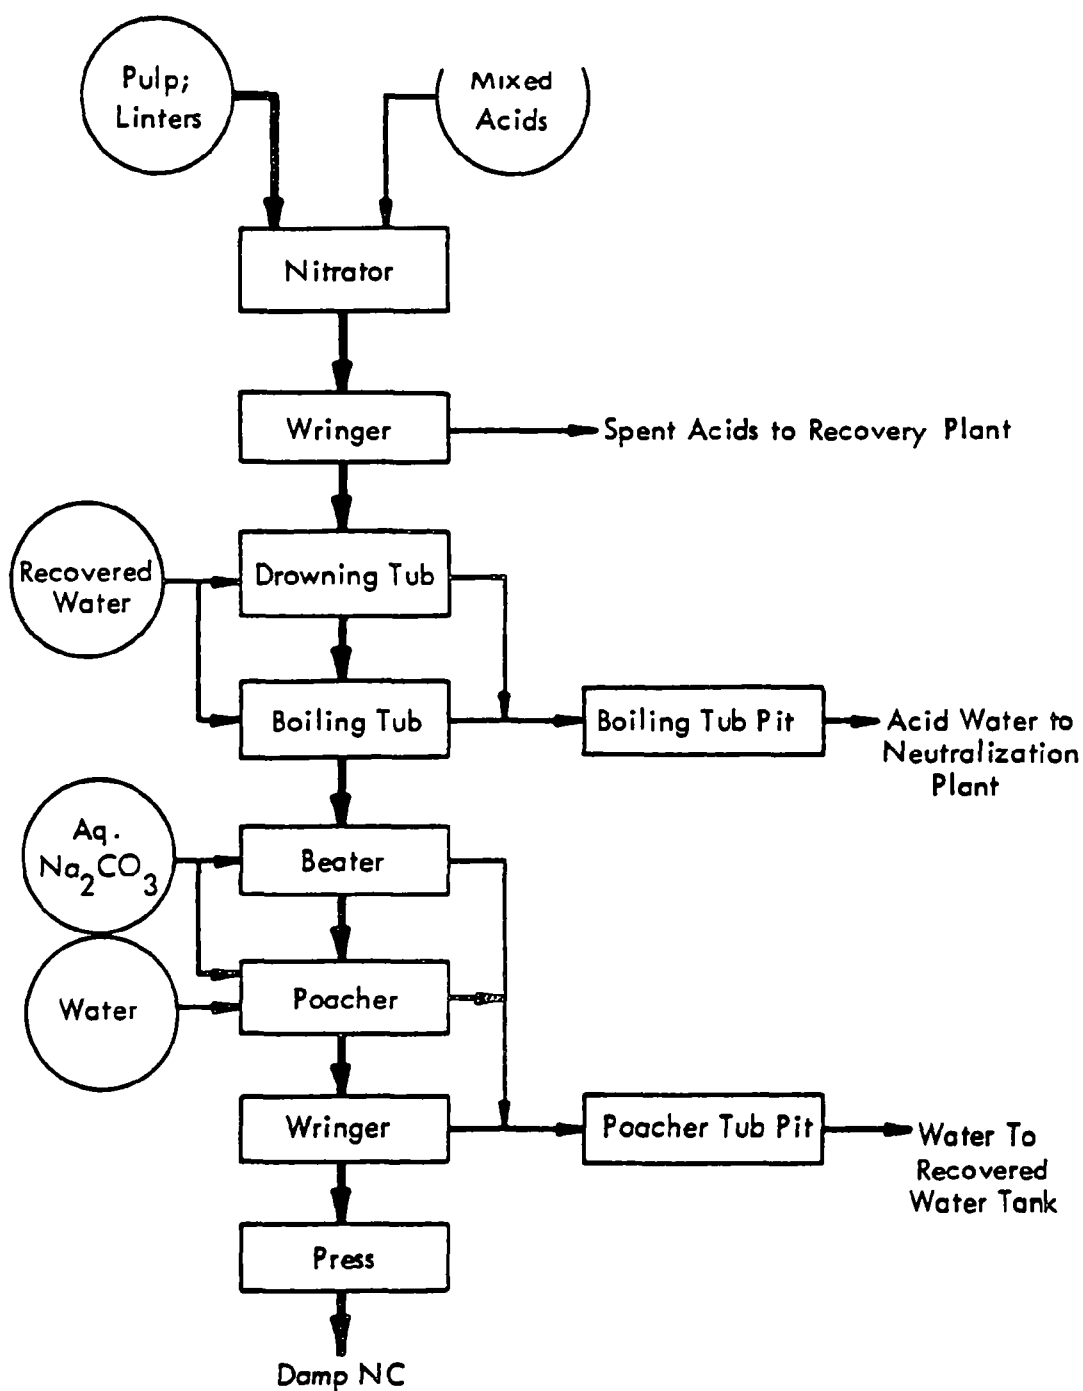 Pulp;
Linters
Mixed
Acids
Nitrator
Wringer
Spent Acids to Recovery Plant
Recovered
Water
Drowning Tub
Boiling Tub
Boiling Tub Pit
Acid Water to
Neutralization
Plant
Aq.
Na₂CO₃
Beater
Water
Poacher
Wringer
Poacher Tub Pit
Water To
Recovered
Water Tank
Press
Damp NC